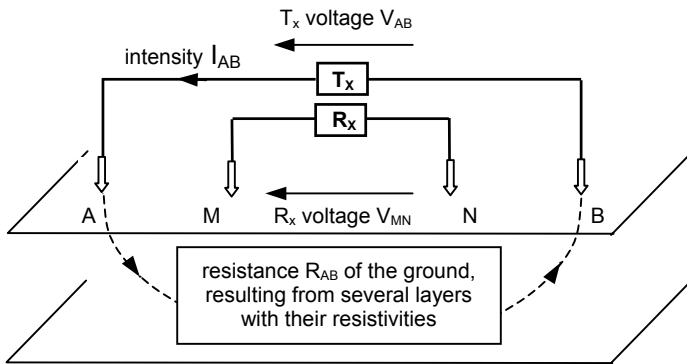 Tx voltage VAB
intensity IAB
Tx
Rx
A M Rx voltage VMN N B
resistance RAB of the ground,
resulting from several layers
with their resistivities